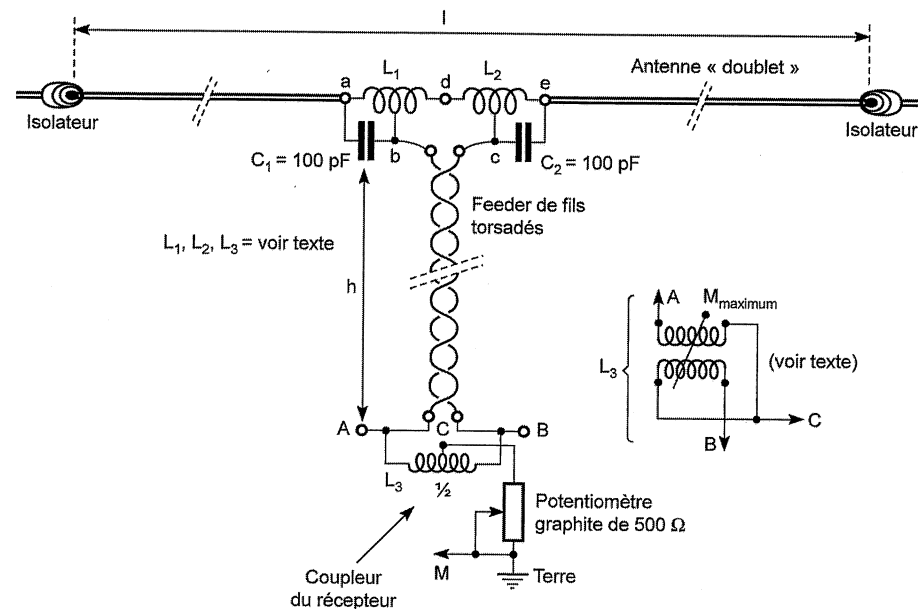 l
L₁
L₂
Antenne « doublet »
a
d
e
Isolateur
Isolateur
b
c
C₁ = 100 pF
C₂ = 100 pF
Feeder de fils
torsadés
L₁, L₂, L₃ = voir texte
h
A
M maximum
L₃
(voir texte)
C
B
A
C
B
L₃
½
Potentiomètre
graphite de 500 Ω
M
Terre
Coupleur
du récepteur